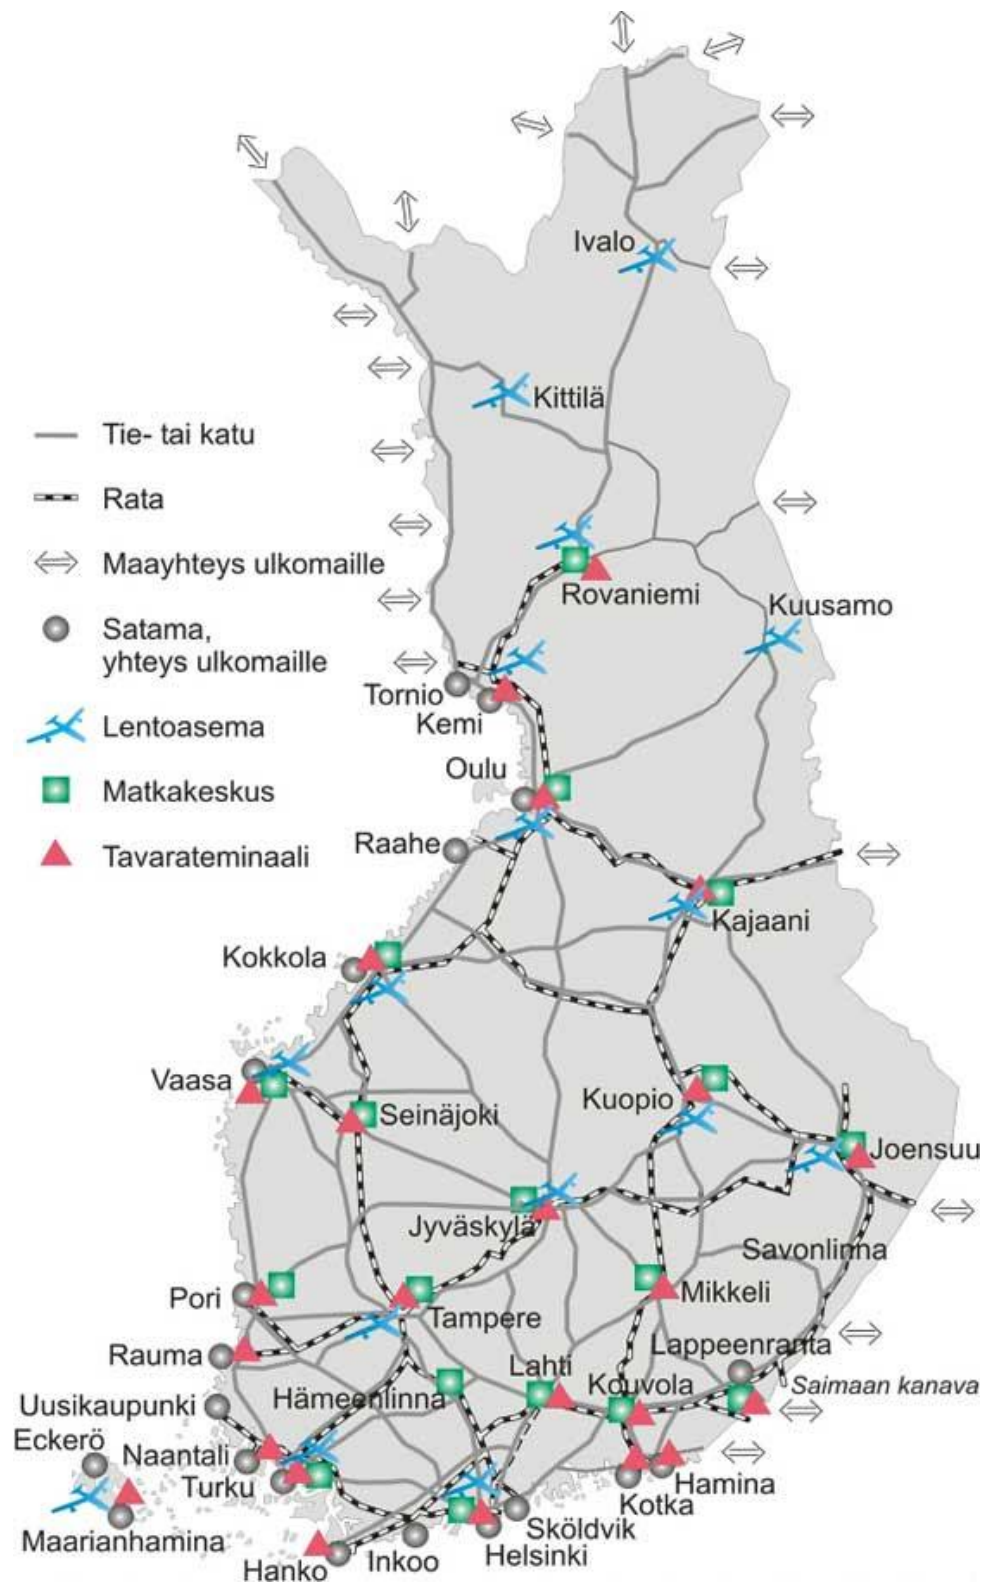 Ivalo
Kittilä
Tie- tai katu
Rata
Maayhteys ulkomaille
Satama,
yhteys ulkomaille
Lentoasema
Matkakeskus
Tavarateminaali
Rovaniemi
Kuusamo
Tornio
Kemi
Oulu
Raahe
Kajaani
Kokkola
Vaasa
Seinäjoki
Kuopio
Joensuu
Jyväskylä
Savonlinna
Pori
Tampere
Mikkeli
Rauma
Lappeenranta
Lahti
Kouvola
Saimaan kanava
Hämeenlinna
Uusikaupunki
Eckerö
Naantali
Turku
Hamina
Kotka
Maarianhamina
Sköldvik
Helsinki
Inkoo
Hanko